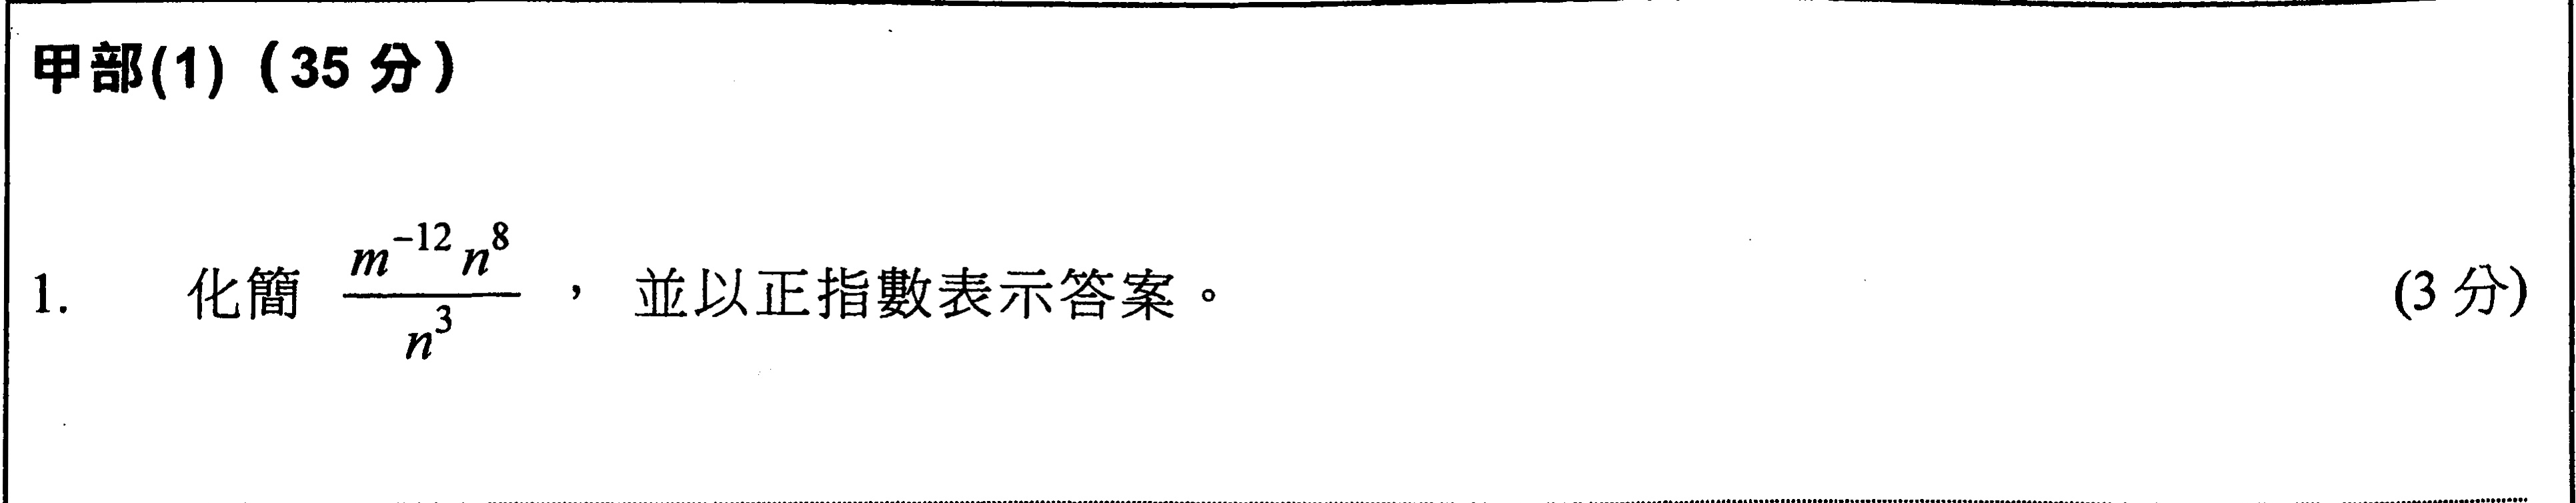 甲部(1)（35 分）
1. 化簡 \frac{m^{-12} n^{8}}{n^{3}} ， 並以正指數表示答案。 (3 分)